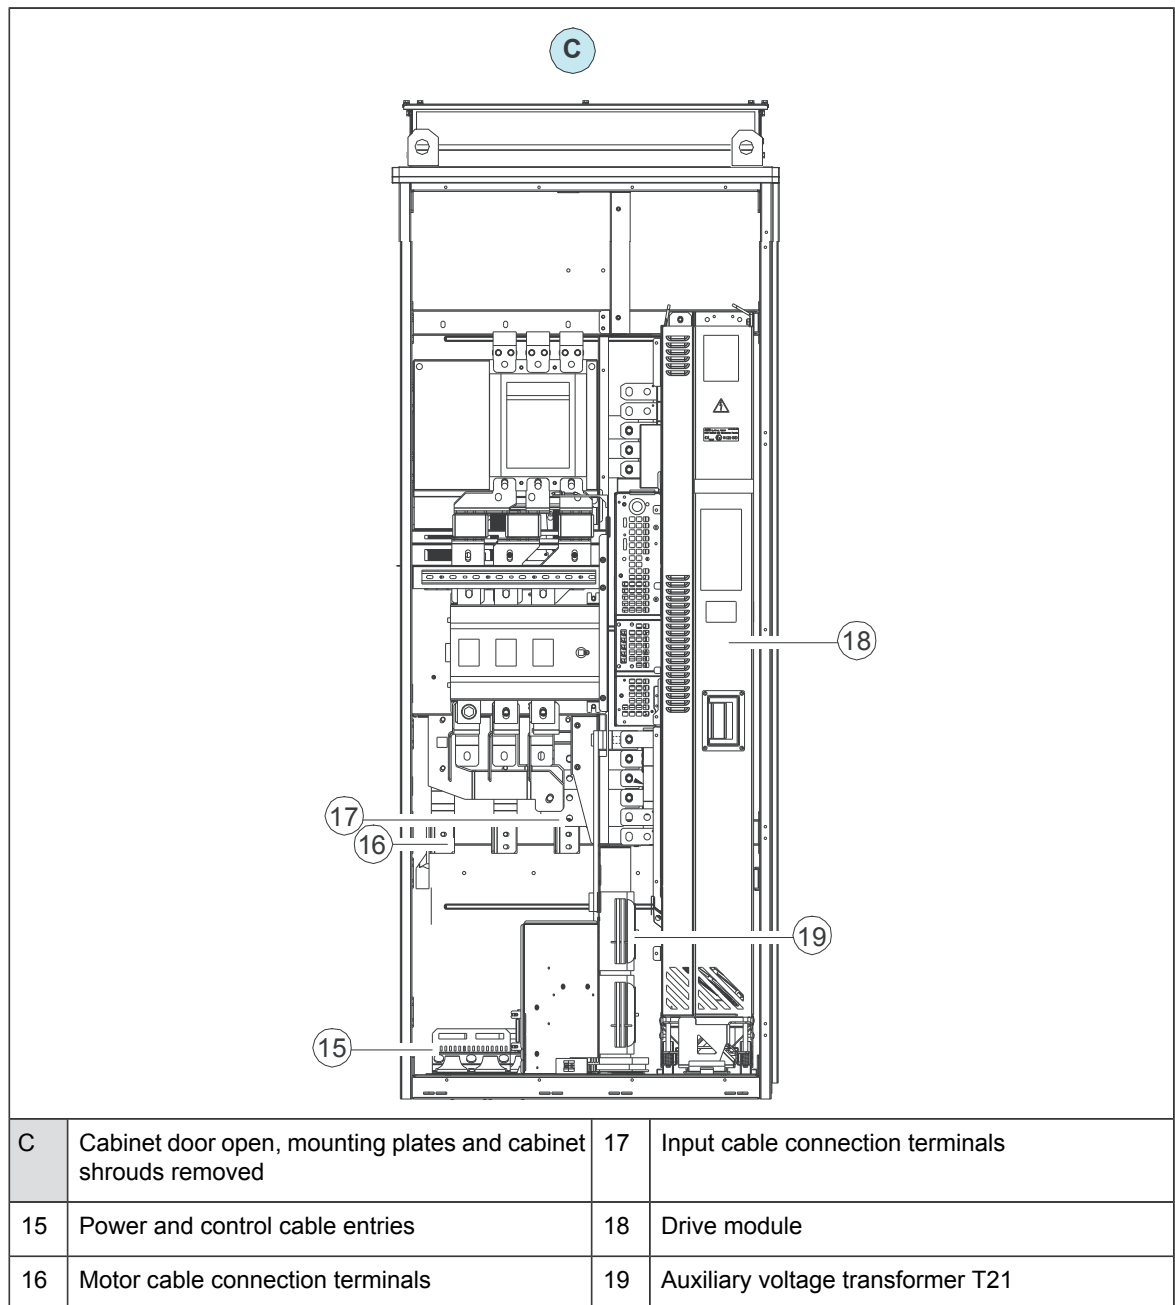 C
18
17
16
19
15
C Cabinet door open, mounting plates and cabinet shrouds removed 17 Input cable connection terminals
15 Power and control cable entries 18 Drive module
16 Motor cable connection terminals 19 Auxiliary voltage transformer T21